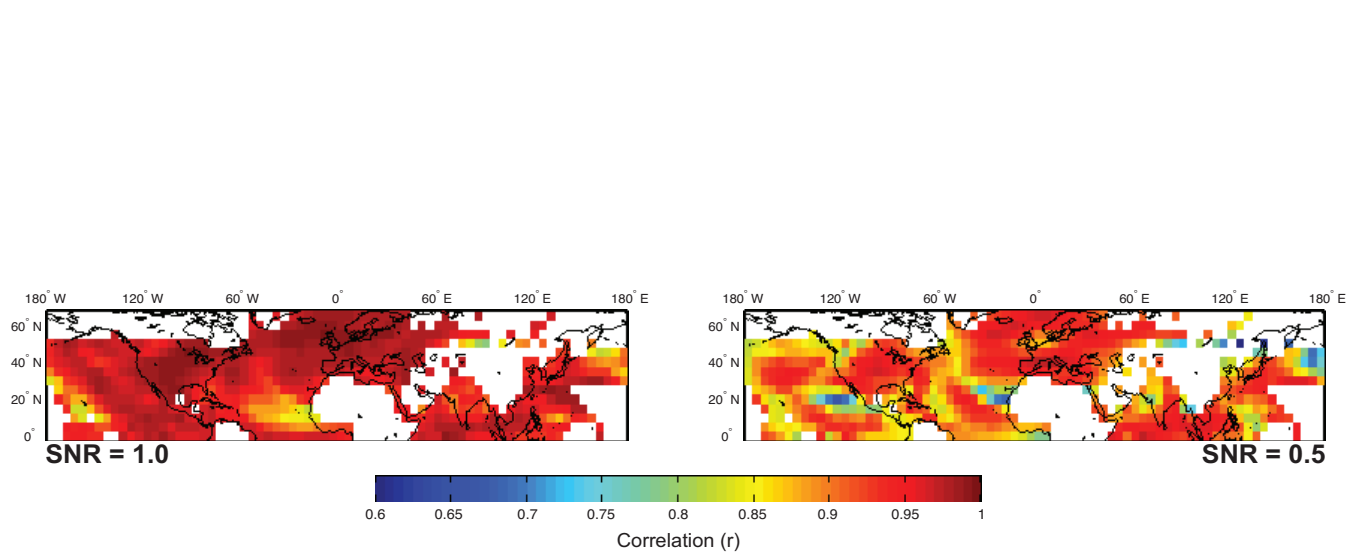 180° W 120° W 60° W 0° 60° E 120° E 180° E
60° N
40° N
20° N
0°
SNR = 1.0
180° W 120° W 60° W 0° 60° E 120° E 180° E
60° N
40° N
20° N
0°
SNR = 0.5
0.6 0.65 0.7 0.75 0.8 0.85 0.9 0.95 1
Correlation (r)